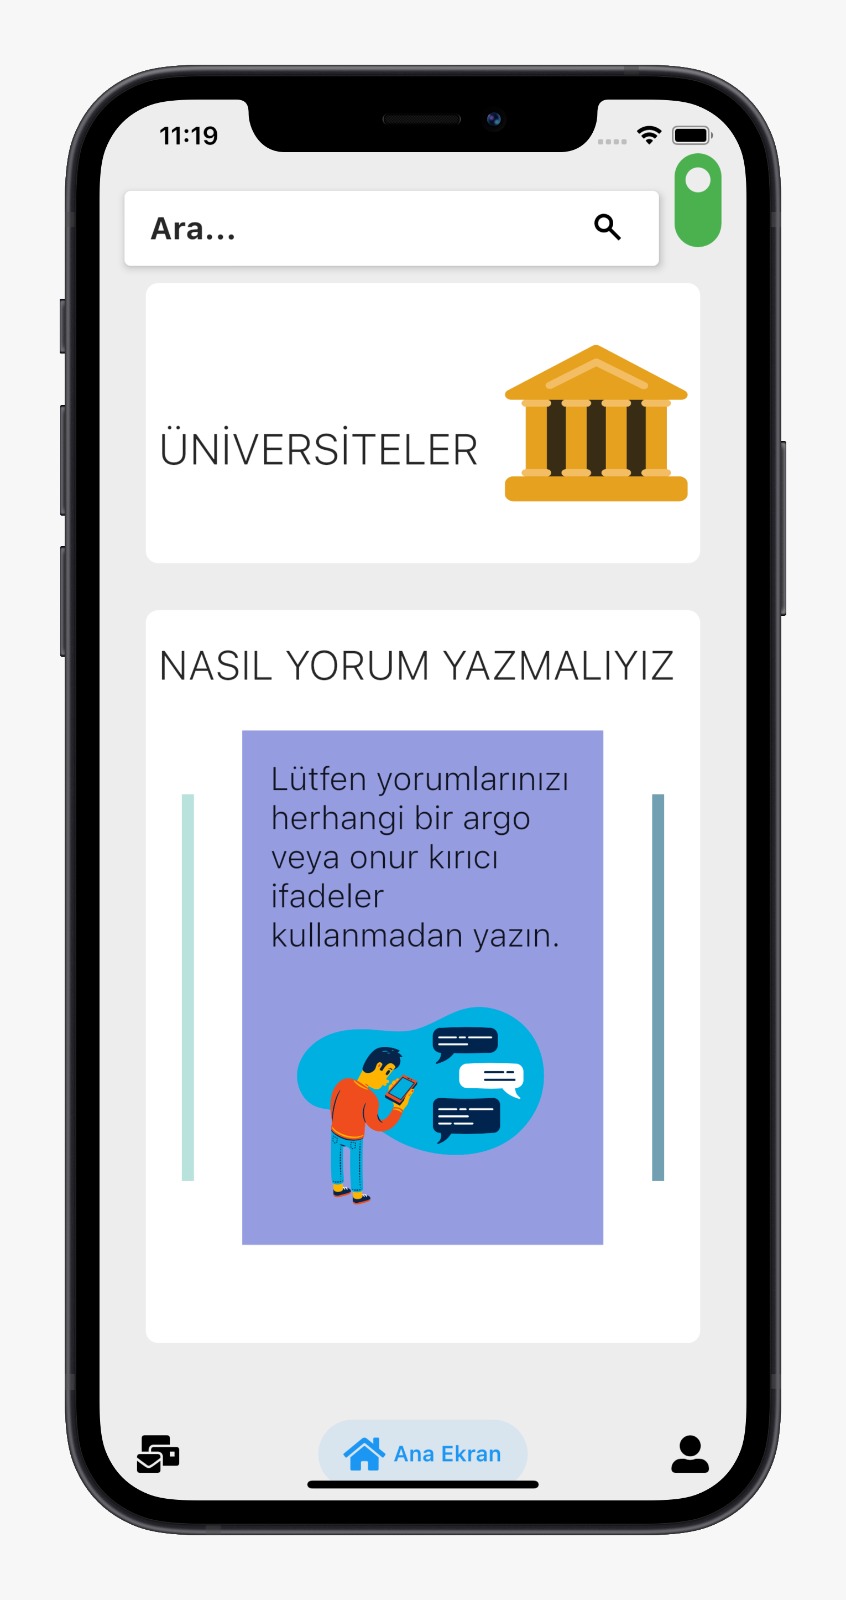 11:19
Ara...
ÜNİVERSİTELER
NASIL YORUM YAZMALIYIZ
Lütfen yorumlarınızı
herhangi bir argo
veya onur kırıcı
ifadeler
kullanmadan yazın.
Ana Ekran